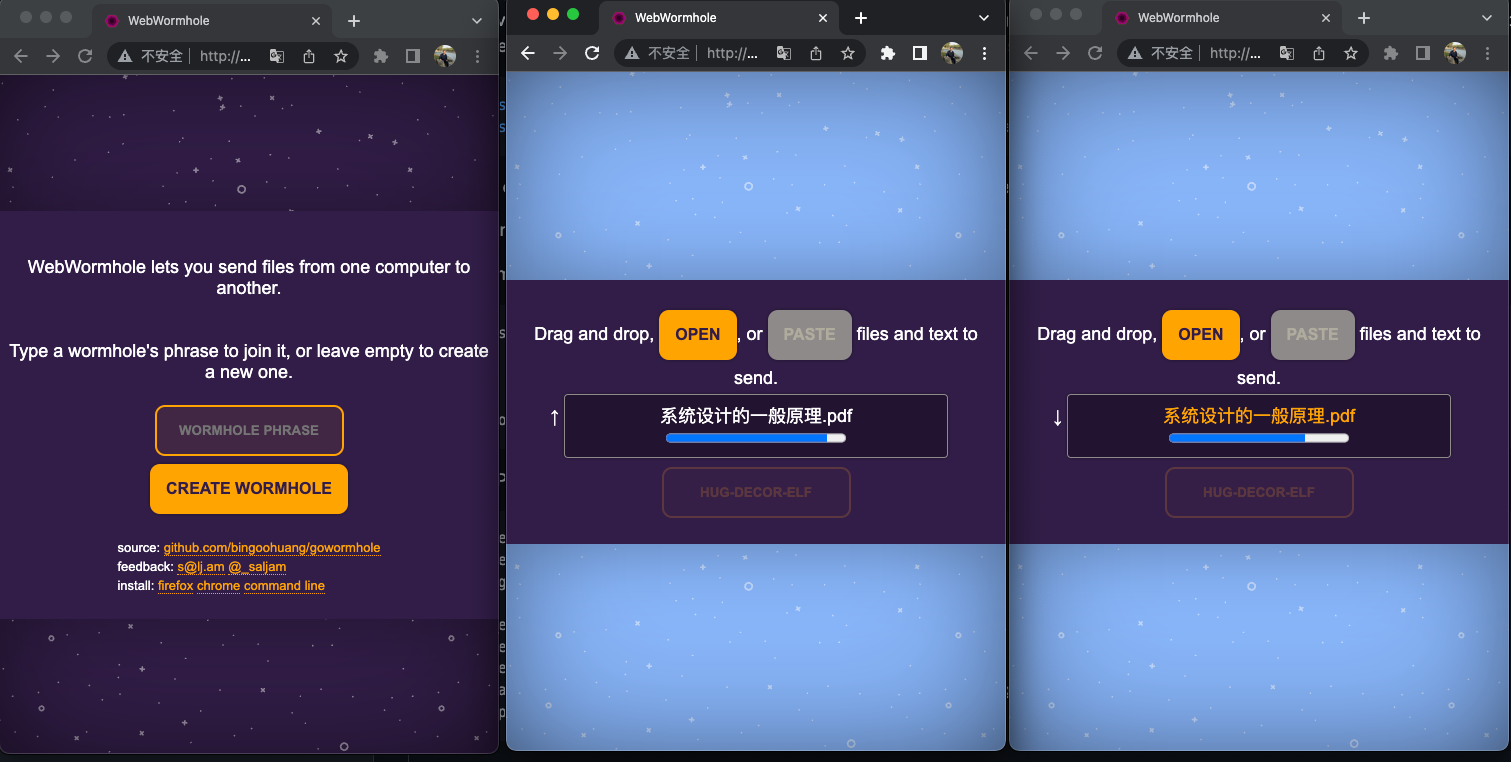 WebWormhole
不安全
http://...
WebWormhole lets you send files from one computer to
another.
Type a wormhole's phrase to join it, or leave empty to create
a new one.
WORMHOLE PHRASE
CREATE WORMHOLE
source: github.com/bingoohuang/gowormhole
feedback: s@lj.am @_saljam
install: firefox chrome command line
WebWormhole
不安全
http://...
Drag and drop, OPEN, or PASTE files and text to
send.
↑ 系统设计的一般原理.pdf
HUG-DECOR-ELF
WebWormhole
不安全
http://...
Drag and drop, OPEN, or PASTE files and text to
send.
↓ 系统设计的一般原理.pdf
HUG-DECOR-ELF